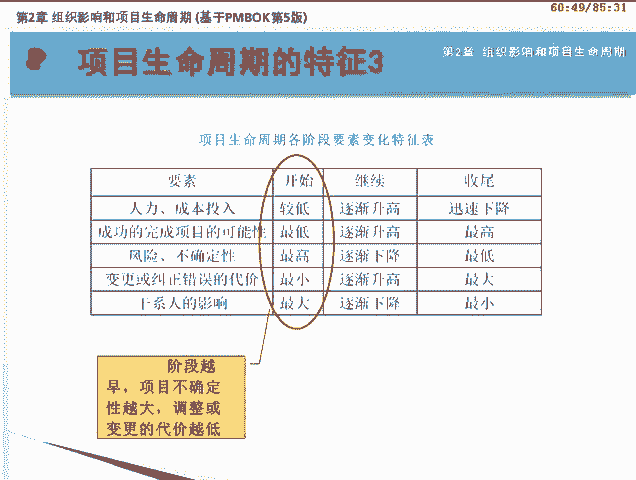 60:49/85:31
第2章 组织影响和项目生命周期 (基于PMBOK第5版)
项目生命周期的特征3
第2章 组织影响和项目生命周期
项目生命周期各阶段要素变化特征表
要素 开始 继续 收尾
人力、成本投入 较低 逐渐升高 迅速下降
成功的完成项目的可能性 最低 逐渐升高 最高
风险、不确定性 最高 逐渐下降 最低
变更或纠正错误的代价 最小 逐渐升高 最大
干系人的影响 最大 逐渐下降 最小
阶段越
早，项目不确定
性越大，调整或
变更的代价越低